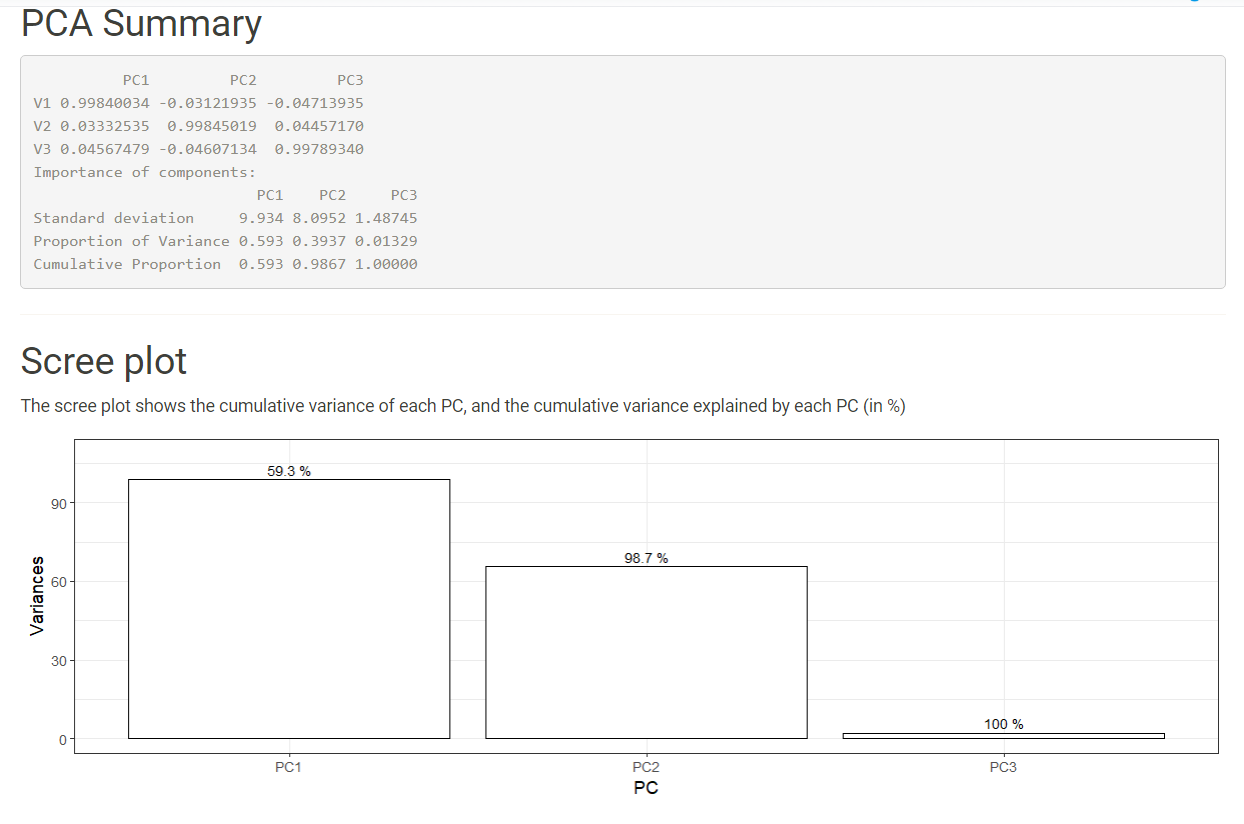 PCA Summary
PC1 PC2 PC3
V1 0.99840034 -0.03121935 -0.04713935
V2 0.03332535 0.99845019 0.04457170
V3 0.04567479 -0.04607134 0.99789340
Importance of components:
PC1 PC2 PC3
Standard deviation 9.934 8.0952 1.48745
Proportion of Variance 0.593 0.3937 0.01329
Cumulative Proportion 0.593 0.9867 1.00000
Scree plot
The scree plot shows the cumulative variance of each PC, and the cumulative variance explained by each PC (in %)
59.3 %
98.7 %
100 %
90
60
30
0
Variances
PC1 PC2 PC3
PC